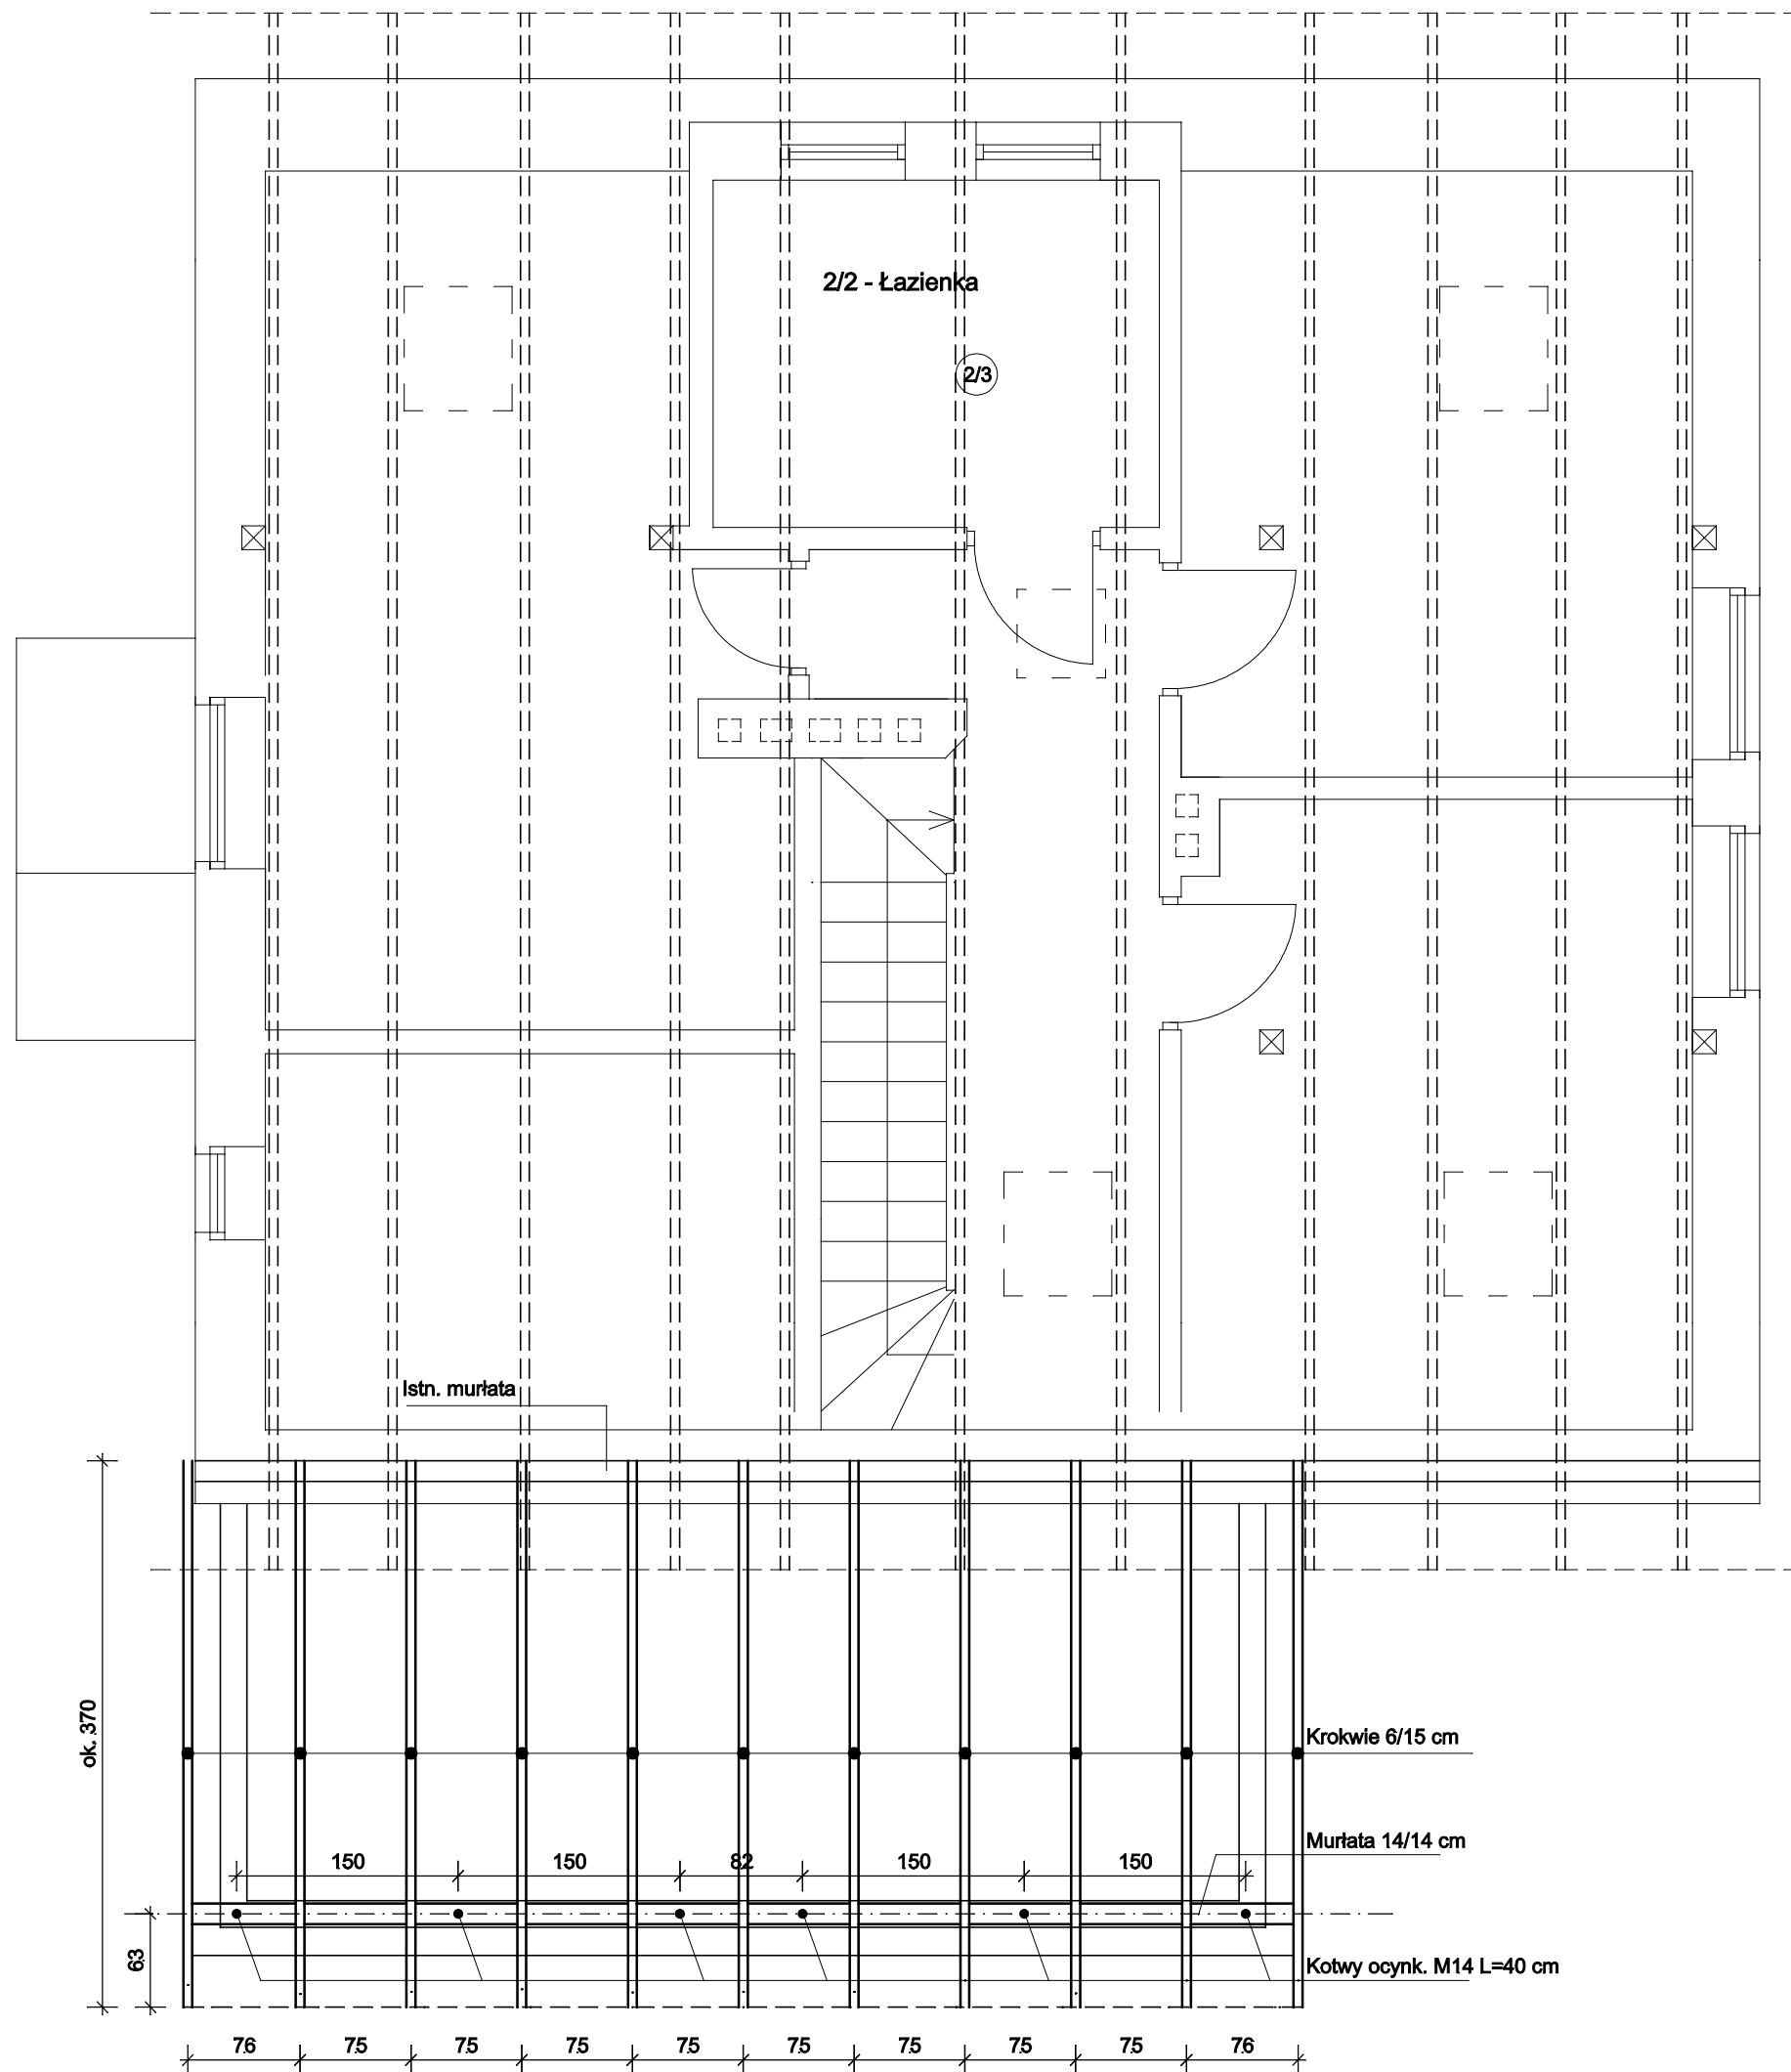 2/2 - Łazienka
2/3
Istn. murłata
ok. 370
Krokwie 6/15 cm
150 150 82 150 150
Murłata 14/14 cm
63
Kotwy ocynk. M14 L=40 cm
76 75 75 75 75 75 75 75 75 76